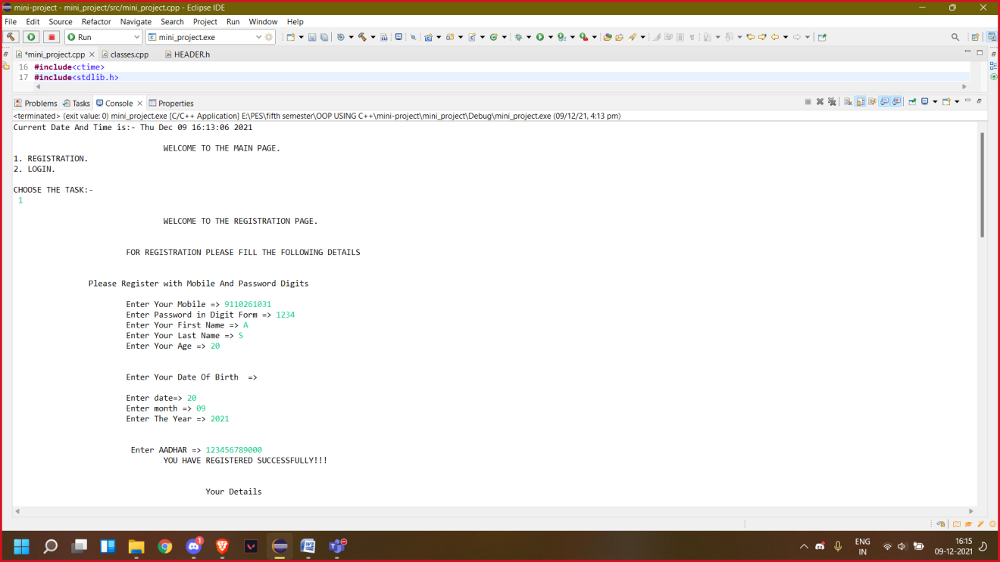 mini-project - mini_project/src/mini_project.cpp - Eclipse IDE
File Edit Source Refactor Navigate Search Project Run Window Help
Run mini_project.exe
*mini_project.cpp classes.cpp HEADER.h
16 #include<ctime>
17 #include<stdlib.h>
Problems Tasks Console Properties
<terminated> (exit value: 0) mini_project.exe [C/C++ Application] E:\PES\fifth semester\OOP USING C++\mini-project\mini_project\Debug\mini_project.exe (09/12/21, 4:13 pm)
Current Date And Time is:- Thu Dec 09 16:13:06 2021
WELCOME TO THE MAIN PAGE.
1. REGISTRATION.
2. LOGIN.
CHOOSE THE TASK:-
1
WELCOME TO THE REGISTRATION PAGE.
FOR REGISTRATION PLEASE FILL THE FOLLOWING DETAILS
Please Register with Mobile And Password Digits
Enter Your Mobile => 9110261031
Enter Password in Digit Form => 1234
Enter Your First Name => A
Enter Your Last Name => S
Enter Your Age => 20
Enter Your Date Of Birth  =>
Enter date=> 20
Enter month => 09
Enter The Year => 2021
Enter AADHAR => 123456789000
YOU HAVE REGISTERED SUCCESSFULLY!!!
Your Details
ENG
IN
16:15
09-12-2021